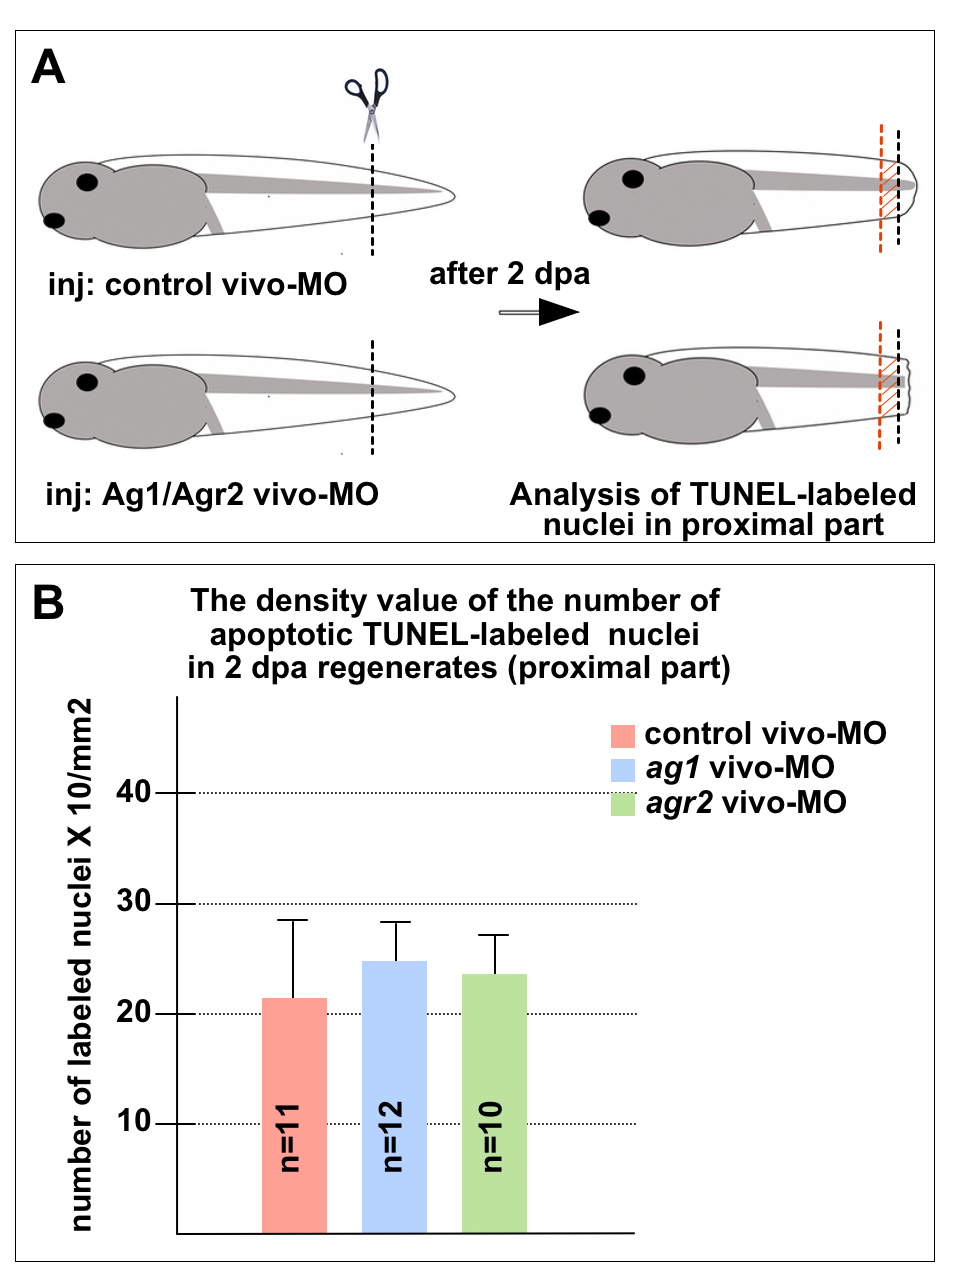 A
inj: control vivo-MO
after 2 dpa
inj: Ag1/Agr2 vivo-MO
Analysis of TUNEL-labeled
nuclei in proximal part
B
The density value of the number of
apoptotic TUNEL-labeled nuclei
in 2 dpa regenerates (proximal part)
number of labeled nuclei X 10/mm2
control vivo-MO
ag1 vivo-MO
agr2 vivo-MO
40
30
20
10
n=11
n=12
n=10